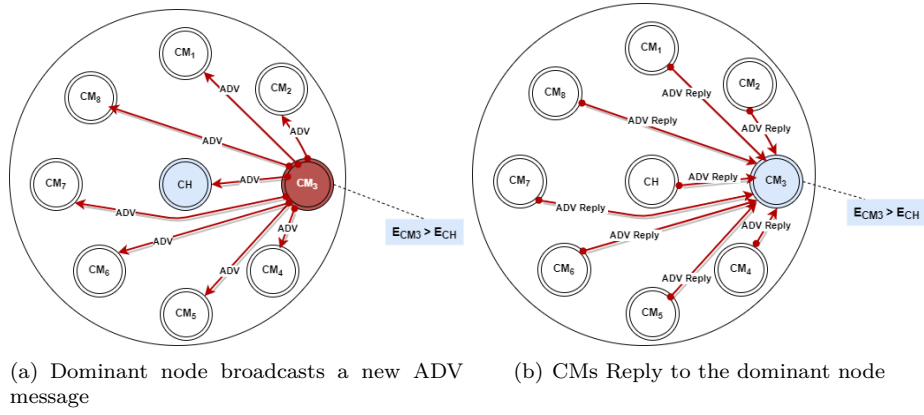 CM1
CM2
CM8
ADV
ADV
ADV
CM7
CH
ADV
CM3
ADV
ECM3 > ECH
ADV
ADV
ADV
CM6
CM4
CM5
(a) Dominant node broadcasts a new ADV
message
CM1
CM2
CM8
ADV Reply
ADV Reply
ADV Reply
CM7
CH
ADV Reply
CM3
ADV Reply
ECM3 > ECH
ADV Reply
ADV Reply
ADV Reply
CM6
CM4
CM5
(b) CMs Reply to the dominant node